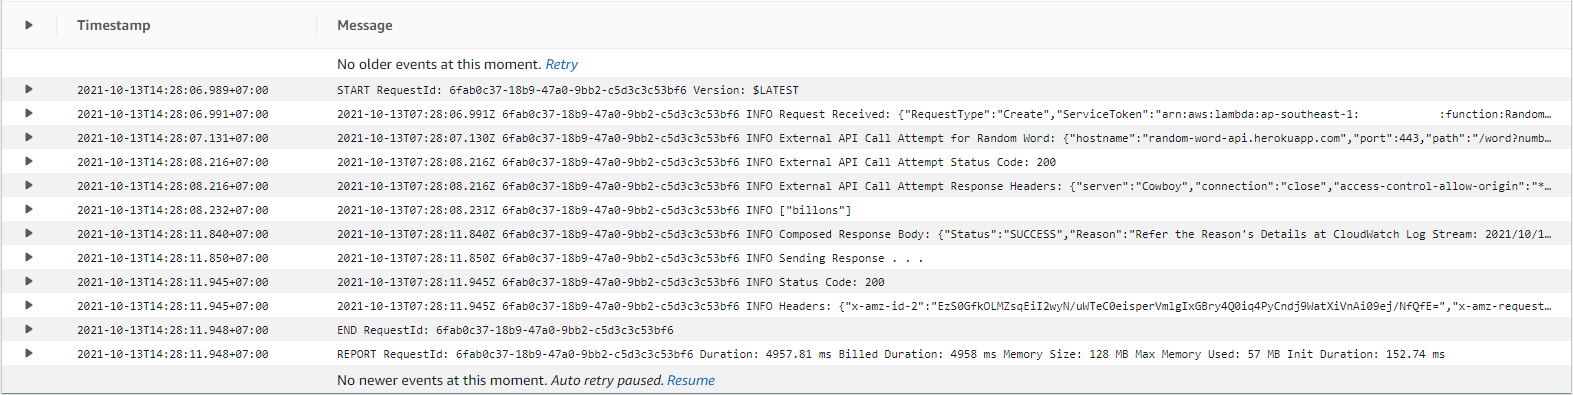 Timestamp Message
No older events at this moment. Retry
2021-10-13T14:28:06.989+07:00 START RequestId: 6fab0c37-18b9-47a0-9bb2-c5d3c3c53bf6 Version: $LATEST
2021-10-13T14:28:06.991+07:00 2021-10-13T07:28:06.991Z 6fab0c37-18b9-47a0-9bb2-c5d3c3c53bf6 INFO Request Received: {"RequestType":"Create","ServiceToken":"arn:aws:lambda:ap-southeast-1: :function:Random…
2021-10-13T14:28:07.131+07:00 2021-10-13T07:28:07.130Z 6fab0c37-18b9-47a0-9bb2-c5d3c3c53bf6 INFO External API Call Attempt for Random Word: {"hostname":"random-word-api.herokuapp.com","port":443,"path":"/word?numb…
2021-10-13T14:28:08.216+07:00 2021-10-13T07:28:08.216Z 6fab0c37-18b9-47a0-9bb2-c5d3c3c53bf6 INFO External API Call Attempt Status Code: 200
2021-10-13T14:28:08.216+07:00 2021-10-13T07:28:08.216Z 6fab0c37-18b9-47a0-9bb2-c5d3c3c53bf6 INFO External API Call Attempt Response Headers: {"server":"Cowboy","connection":"close","access-control-allow-origin":"*…
2021-10-13T14:28:08.232+07:00 2021-10-13T07:28:08.231Z 6fab0c37-18b9-47a0-9bb2-c5d3c3c53bf6 INFO ["billons"]
2021-10-13T14:28:11.840+07:00 2021-10-13T07:28:11.840Z 6fab0c37-18b9-47a0-9bb2-c5d3c3c53bf6 INFO Composed Response Body: {"Status":"SUCCESS","Reason":"Refer the Reason's Details at CloudWatch Log Stream: 2021/10/1…
2021-10-13T14:28:11.850+07:00 2021-10-13T07:28:11.850Z 6fab0c37-18b9-47a0-9bb2-c5d3c3c53bf6 INFO Sending Response . . .
2021-10-13T14:28:11.945+07:00 2021-10-13T07:28:11.945Z 6fab0c37-18b9-47a0-9bb2-c5d3c3c53bf6 INFO Status Code: 200
2021-10-13T14:28:11.945+07:00 2021-10-13T07:28:11.945Z 6fab0c37-18b9-47a0-9bb2-c5d3c3c53bf6 INFO Headers: {"x-amz-id-2":"EzS0GfkOLMZsqEiI2wyN/uWTeC0eisperVmlgIxGBry4Q0iq4PyCndj9WatXiVnAi09ej/NfQfE=","x-amz-request…
2021-10-13T14:28:11.948+07:00 END RequestId: 6fab0c37-18b9-47a0-9bb2-c5d3c3c53bf6
2021-10-13T14:28:11.948+07:00 REPORT RequestId: 6fab0c37-18b9-47a0-9bb2-c5d3c3c53bf6 Duration: 4957.81 ms Billed Duration: 4958 ms Memory Size: 128 MB Max Memory Used: 57 MB Init Duration: 152.74 ms
No newer events at this moment. Auto retry paused. Resume